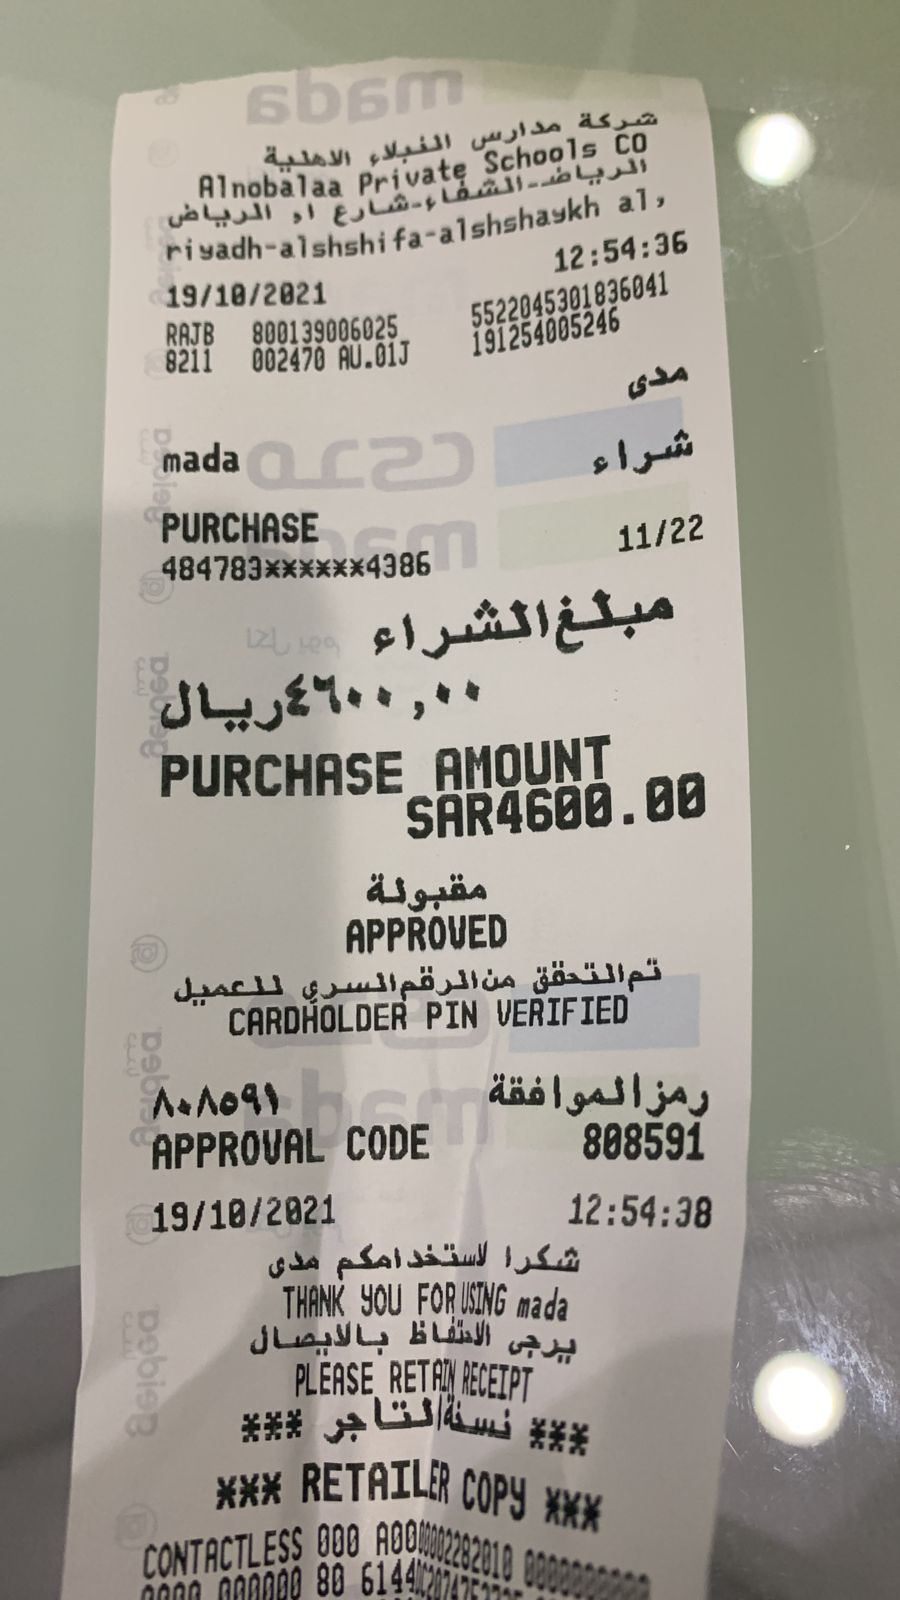 شركة مدارس النبلاء الاهلية
Alnobalaa Private Schools CO
الرياض-الشفاء-شارع ا, الرياض
riyadh-alshshifa-alshshaykh al,
19/10/2021 12:54:36
RAJB 800139006025 5522045301836041
8211 002470 AU.01J 191254005246
مدى
mada
شراء
PURCHASE
484783******4386 11/22
مبلغ الشراء
٤٦٠٠,٠٠ ريال
PURCHASE AMOUNT
SAR4600.00
مقبولة
APPROVED
تم التحقق من الرقم السري للعميل
CARDHOLDER PIN VERIFIED
رمز الموافقة ٨٠٨٥٩١
APPROVAL CODE 808591
19/10/2021 12:54:38
شكرا لاستخدامكم مدى
THANK YOU FOR USING mada
يرجى الاحتفاظ بالايصال
PLEASE RETAIN RECEIPT
*** نسخة التاجر ***
*** RETAILER COPY ***
CONTACTLESS 000